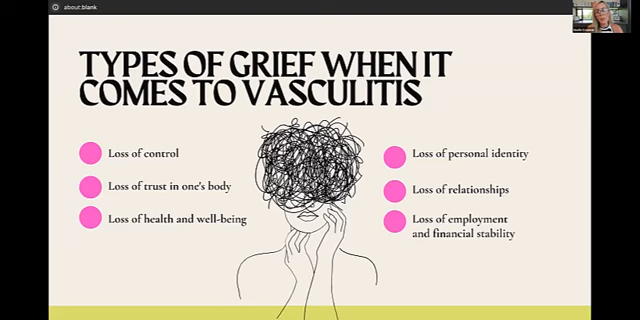 about:blank
TYPES OF GRIEF WHEN IT
COMES TO VASCULITIS
Loss of control
Loss of trust in one's body
Loss of health and well-being
Loss of personal identity
Loss of relationships
Loss of employment
and financial stability